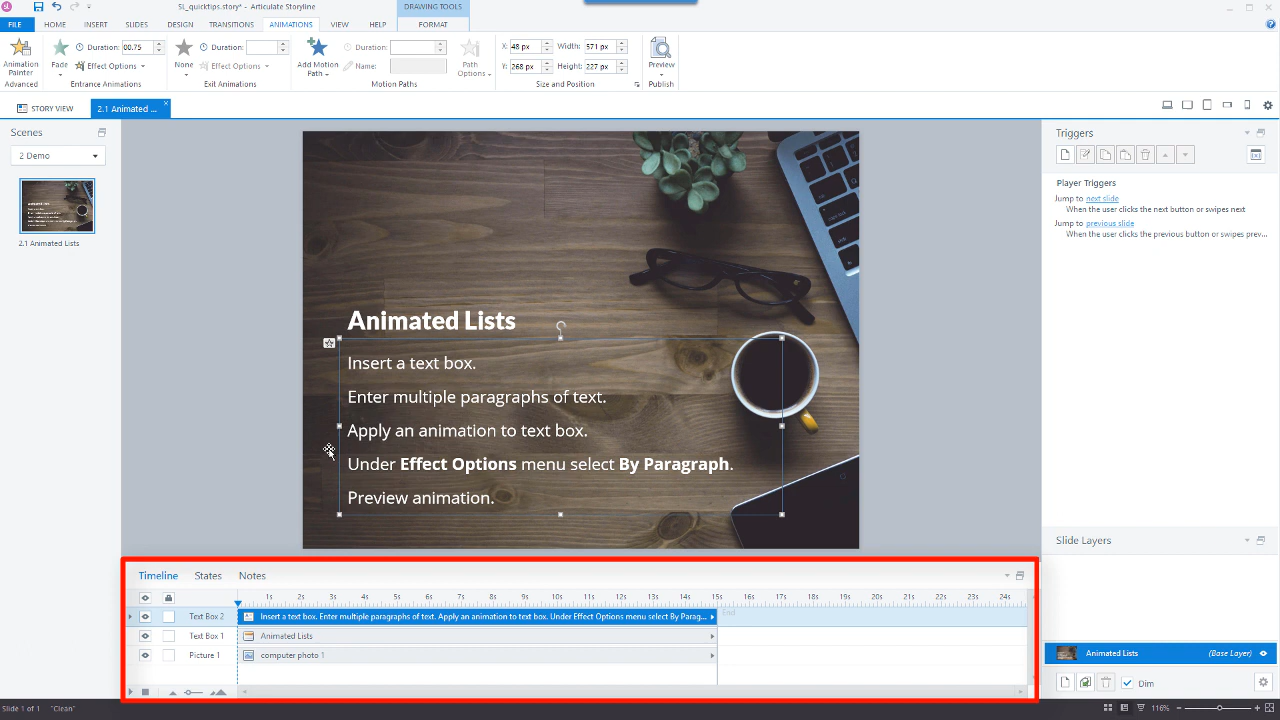 SL SL_quicktips.story* - Articulate Storyline DRAWING TOOLS
FILE HOME INSERT SLIDES DESIGN TRANSITIONS ANIMATIONS VIEW HELP FORMAT
Animation Painter
Advanced
Fade
Duration: 00.75
Effect Options
Entrance Animations
None
Duration:
Effect Options
Exit Animations
Add Motion Path
Duration:
Name:
Path Options
Motion Paths
X: 48 px Width: 571 px
Y: 268 px Height: 227 px
Size and Position
Preview
Publish
STORY VIEW 2.1 Animated ...
Scenes
2 Demo
2.1 Animated Lists
Animated Lists
Insert a text box.
Enter multiple paragraphs of text.
Apply an animation to text box.
Under Effect Options menu select By Paragraph.
Preview animation.
Triggers
Player Triggers
Jump to next slide
When the user clicks the next button or swipes next
Jump to previous slide
When the user clicks the previous button or swipes prev...
Timeline States Notes
1s 2s 3s 4s 5s 6s 7s 8s 9s 10s 11s 12s 13s 14s 15s 16s 17s 18s 19s 20s 21s 22s 23s 24s
Text Box 2 Insert a text box. Enter multiple paragraphs of text. Apply an animation to text box. Under Effect Options menu select By Parag... End
Text Box 1 Animated Lists
Picture 1 computer photo 1
Slide Layers
Animated Lists (Base Layer)
Dim
Slide 1 of 1 "Clean" 116%